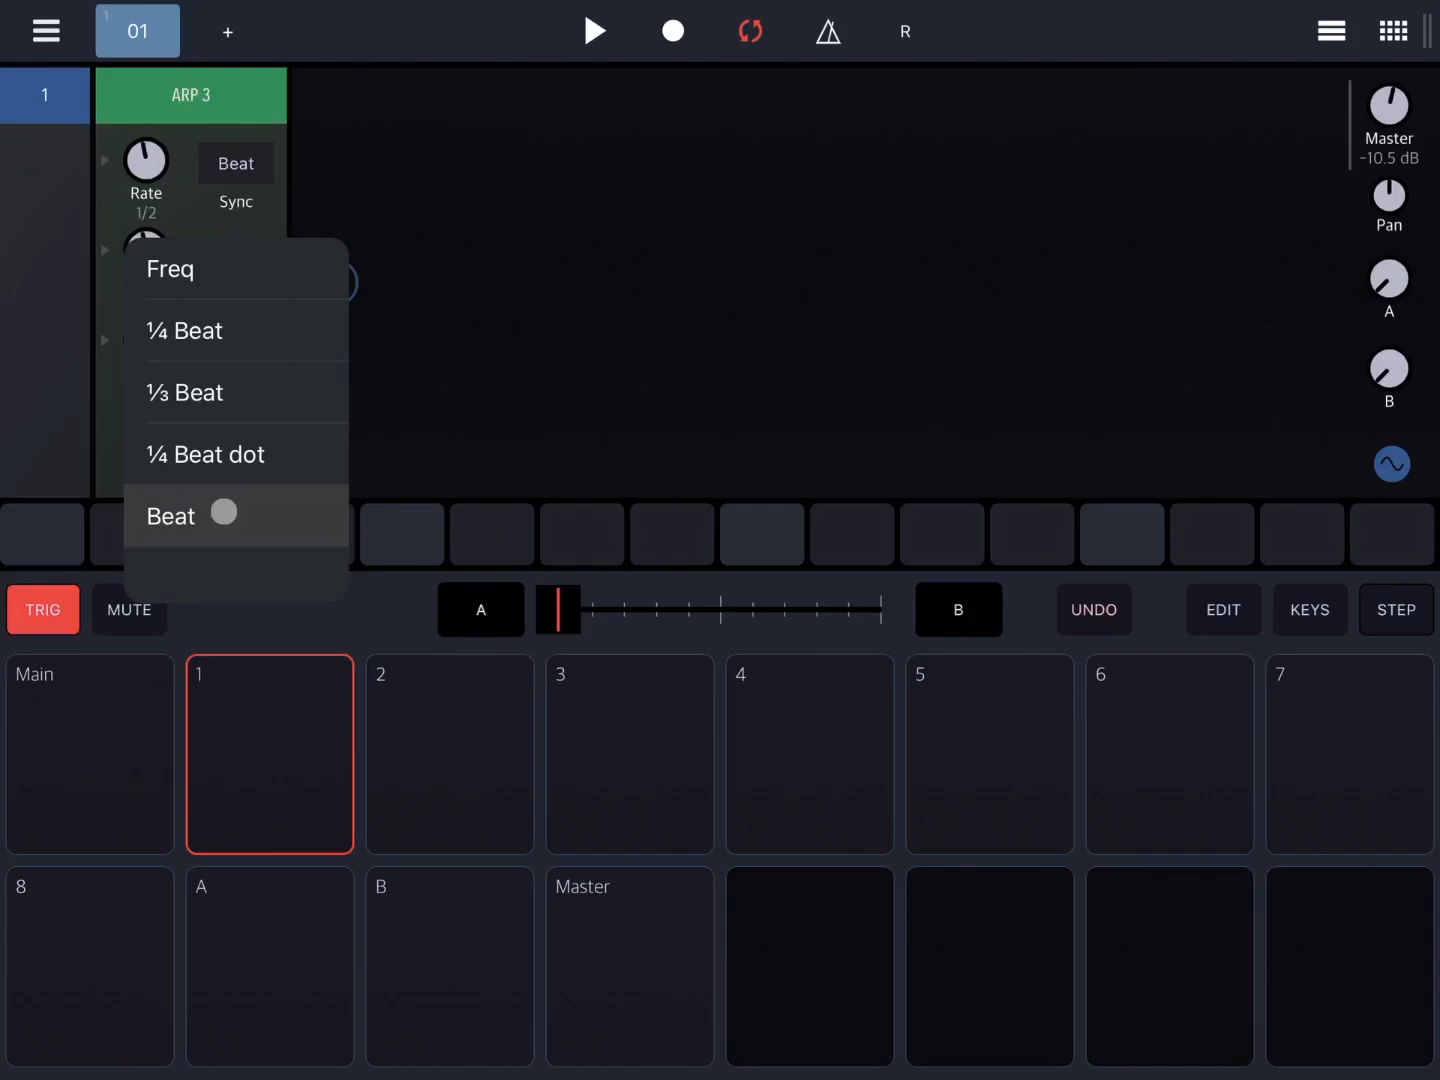 1
01
+
R
1
ARP 3
Beat
Rate
Sync
1/2
Freq
¼ Beat
⅓ Beat
¼ Beat dot
Beat
Master
-10.5 dB
Pan
A
B
TRIG
MUTE
A
B
UNDO
EDIT
KEYS
STEP
Main
1
2
3
4
5
6
7
8
A
B
Master